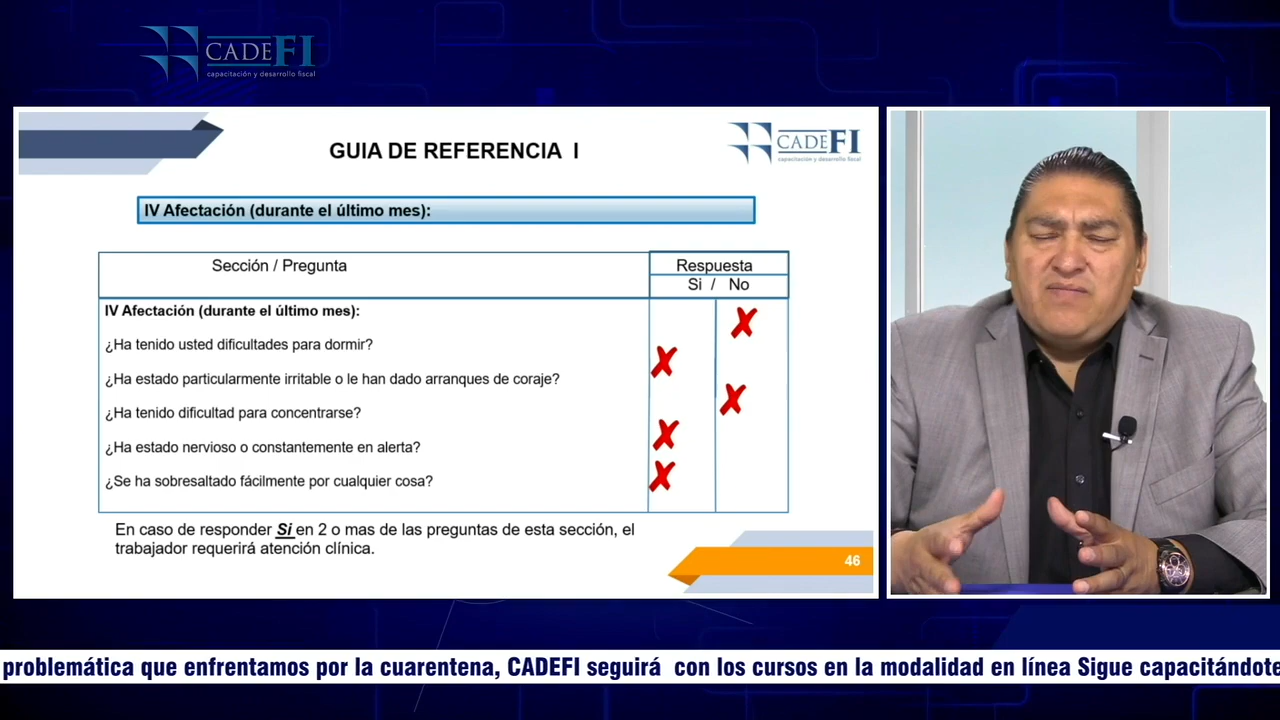 CADEFI
capacitación y desarrollo fiscal
GUIA DE REFERENCIA I
CADEFI
capacitación y desarrollo fiscal
IV Afectación (durante el último mes):
Sección / Pregunta
Respuesta
Si / No
IV Afectación (durante el último mes):
¿Ha tenido usted dificultades para dormir?
¿Ha estado particularmente irritable o le han dado arranques de coraje?
¿Ha tenido dificultad para concentrarse?
¿Ha estado nervioso o constantemente en alerta?
¿Se ha sobresaltado fácilmente por cualquier cosa?
En caso de responder Si en 2 o mas de las preguntas de esta sección, el
trabajador requerirá atención clínica.
46
problemática que enfrentamos por la cuarentena, CADEFI seguirá con los cursos en la modalidad en línea Sigue capacitándote